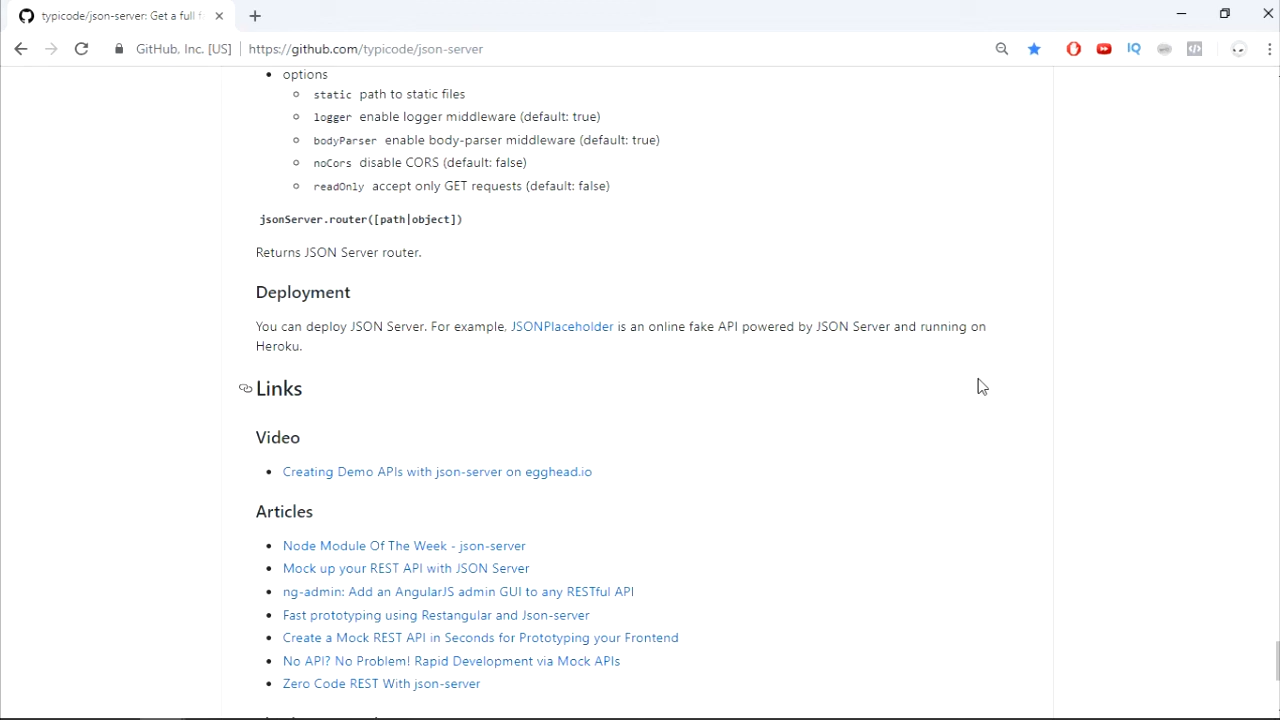 typicode/json-server: Get a full f
GitHub, Inc. [US] https://github.com/typicode/json-server
IQ
options
static path to static files
logger enable logger middleware (default: true)
bodyParser enable body-parser middleware (default: true)
noCors disable CORS (default: false)
readOnly accept only GET requests (default: false)
jsonServer.router([path|object])
Returns JSON Server router.
Deployment
You can deploy JSON Server. For example, JSONPlaceholder is an online fake API powered by JSON Server and running on
Heroku.
Links
Video
Creating Demo APIs with json-server on egghead.io
Articles
Node Module Of The Week - json-server
Mock up your REST API with JSON Server
ng-admin: Add an AngularJS admin GUI to any RESTful API
Fast prototyping using Restangular and Json-server
Create a Mock REST API in Seconds for Prototyping your Frontend
No API? No Problem! Rapid Development via Mock APIs
Zero Code REST With json-server